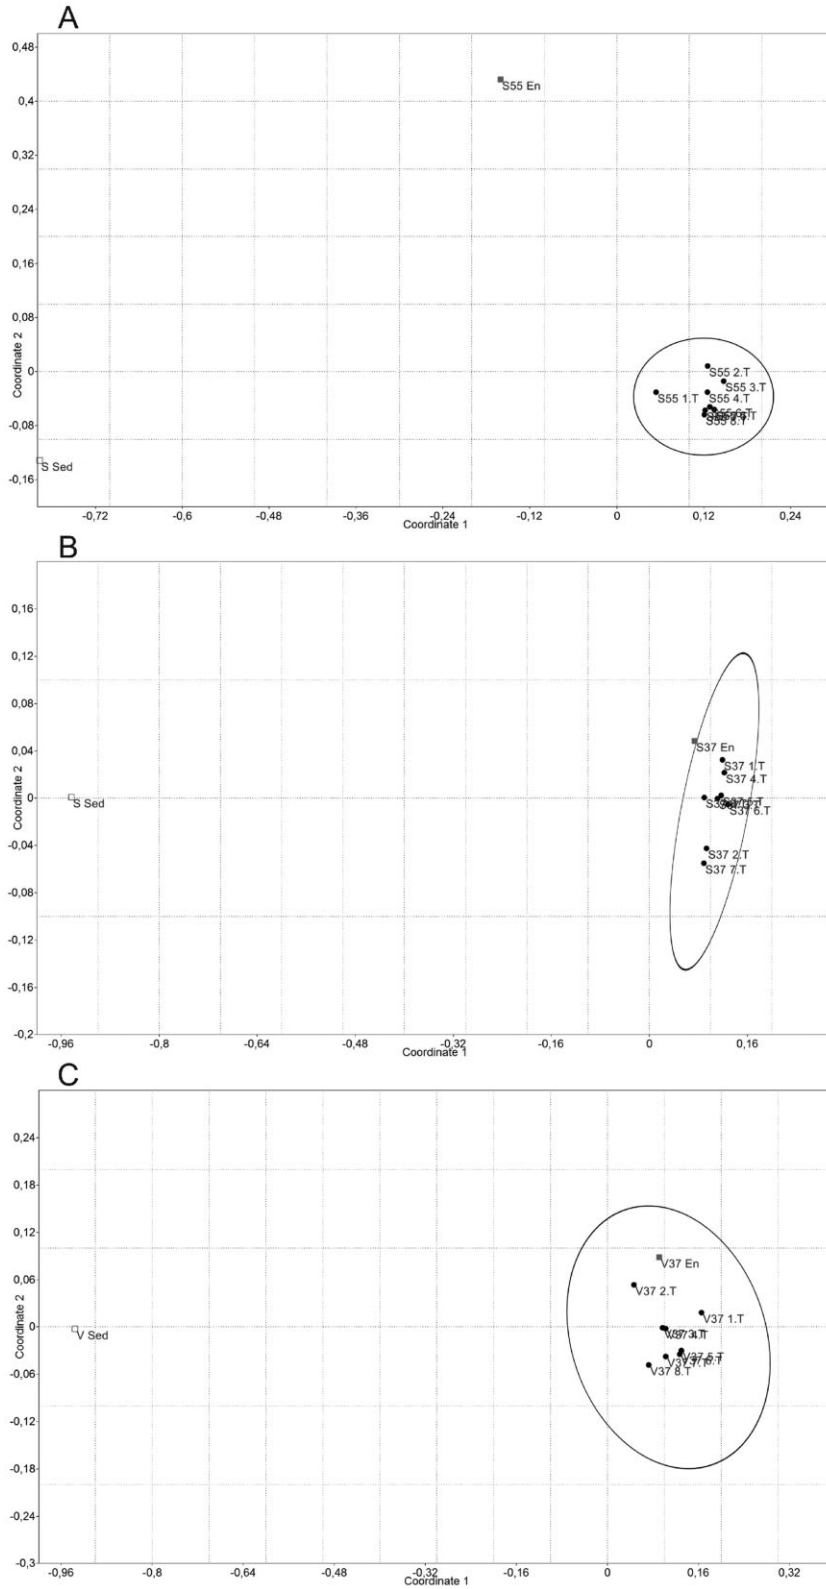 A
0,48
0,4
0,32
0,24
0,16
0,08
0
-0,08
-0,16
Coordinate 2
S55 En
S55 2.T
S55 3.T
S55 1.T
S55 4.T
S55 8.T
S Sed
-0,72
-0,6
-0,48
-0,36
-0,24
-0,12
0
0,12
0,24
Coordinate 1
B
0,16
0,12
0,08
0,04
0
-0,04
-0,08
-0,12
-0,16
-0,2
Coordinate 2
S37 En
S37 1.T
S37 4.T
S Sed
S37 6.T
S37 2.T
S37 7.T
-0,96
-0,8
-0,64
-0,48
-0,32
-0,16
0
0,16
Coordinate 1
C
0,24
0,18
0,12
0,06
0
-0,06
-0,12
-0,18
-0,24
-0,3
Coordinate 2
V37 En
V37 2.T
V37 1.T
V Sed
V37 8.T
-0,96
-0,8
-0,64
-0,48
-0,32
-0,16
0
0,16
0,32
Coordinate 1